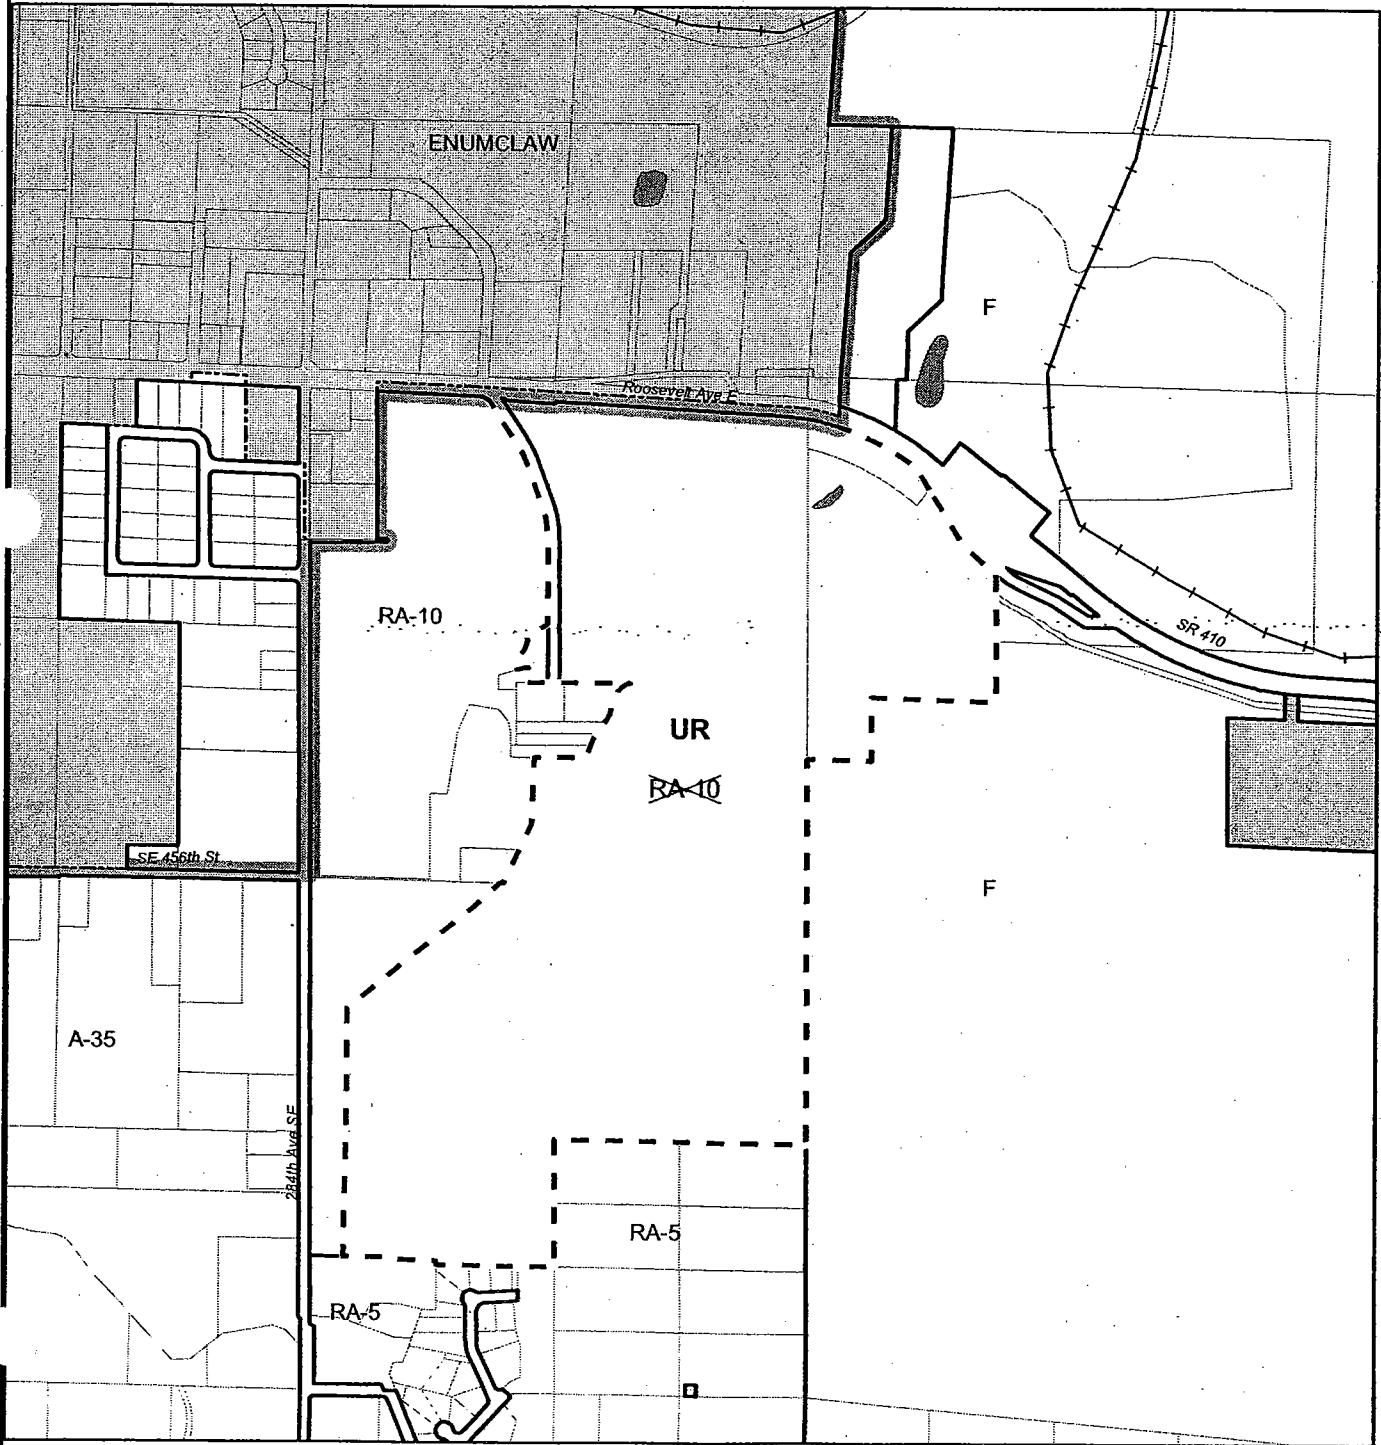 ENUMCLAW
F
Roosevelt Ave E
RA-10
SR 410
UR
RA-10
SE 456th St
F
A-35
284th Ave SE
RA-5
RA-5